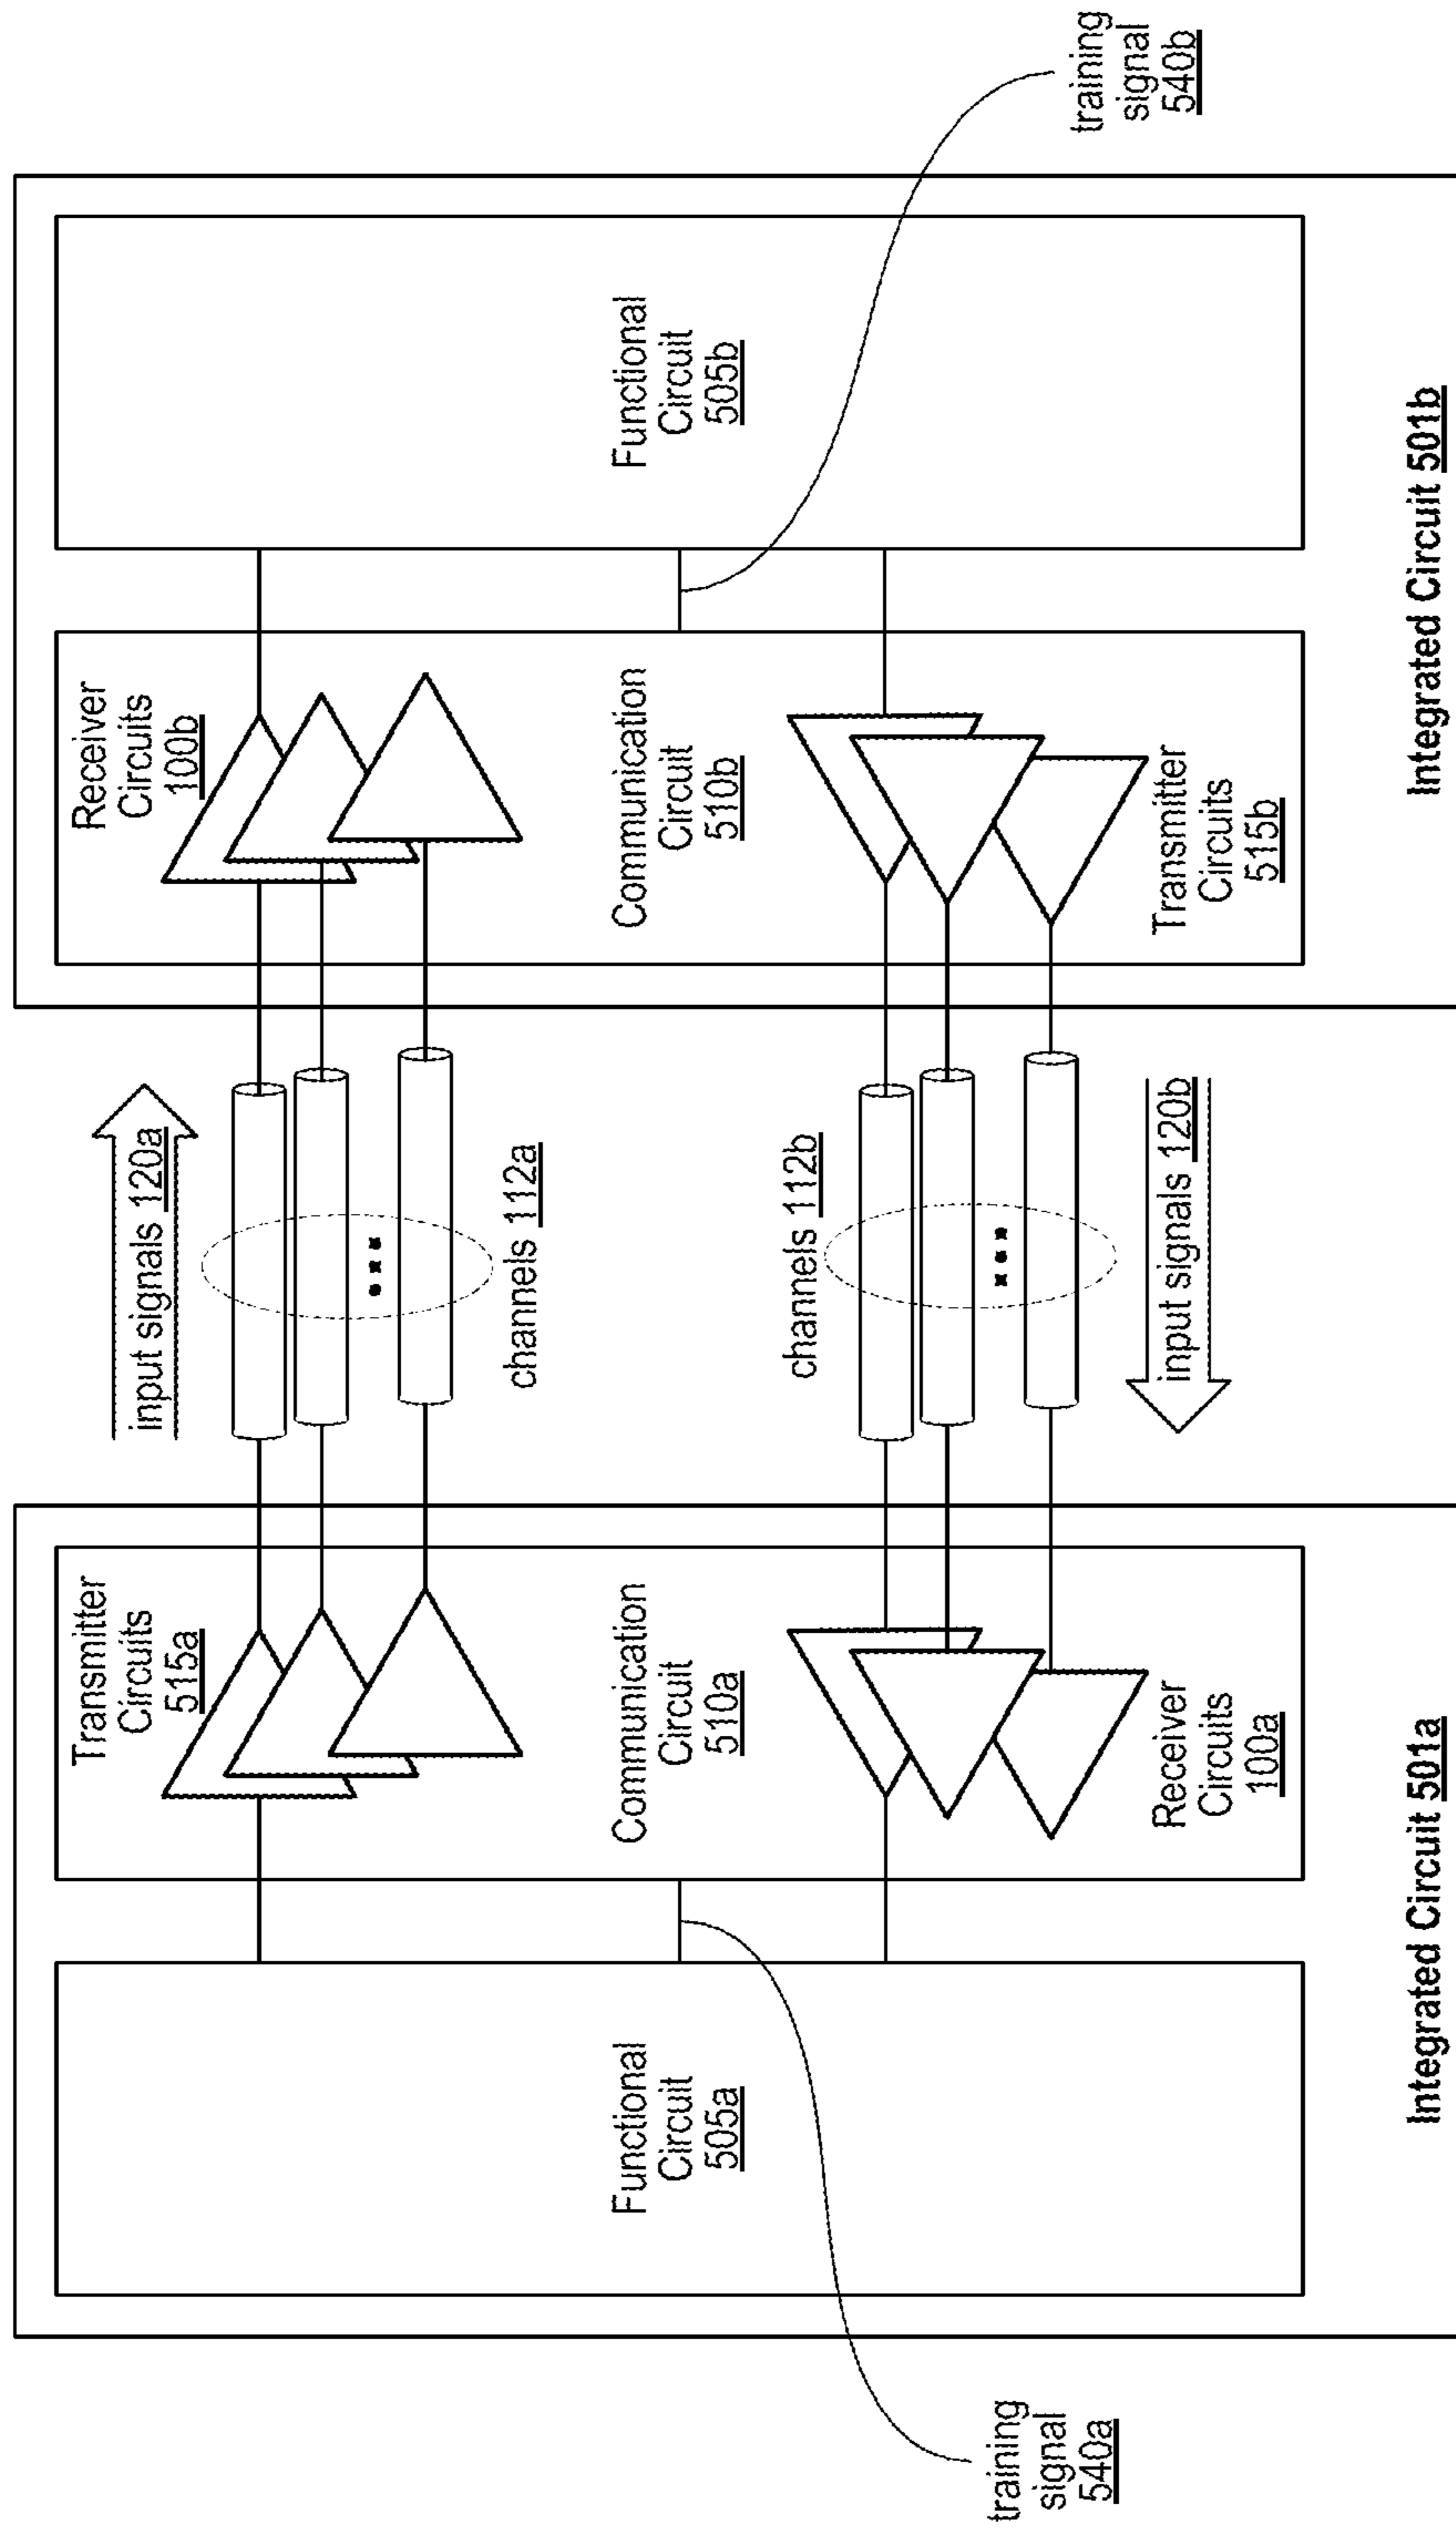 input signals 120a
Transmitter
Circuits
515a
Receiver
Circuits
100b
channels 112a
Functional
Circuit
505a
Communication
Circuit
510a
Communication
Circuit
510b
Functional
Circuit
505b
channels 112b
Receiver
Circuits
100a
input signals 120b
Transmitter
Circuits
515b
training
signal
540a
training
signal
540b
Integrated Circuit 501a
Integrated Circuit 501b